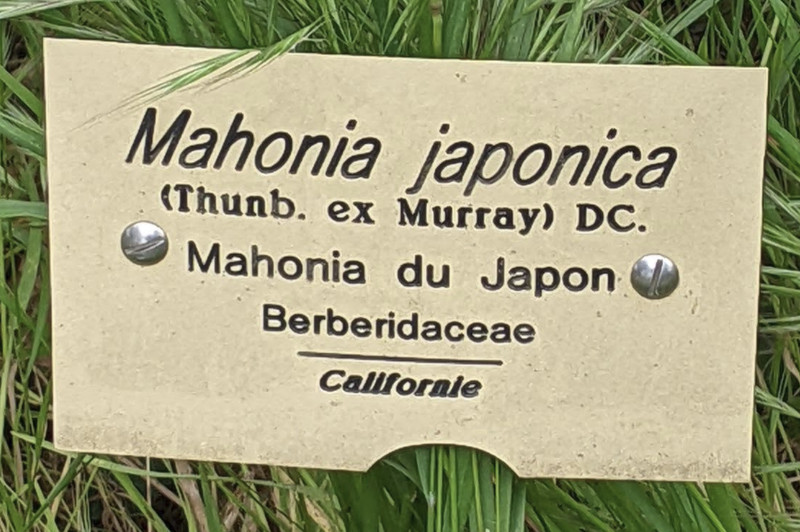 Mahonia japonica
(Thunb. ex Murray) DC.
Mahonia du Japon
Berberidaceae
Californie